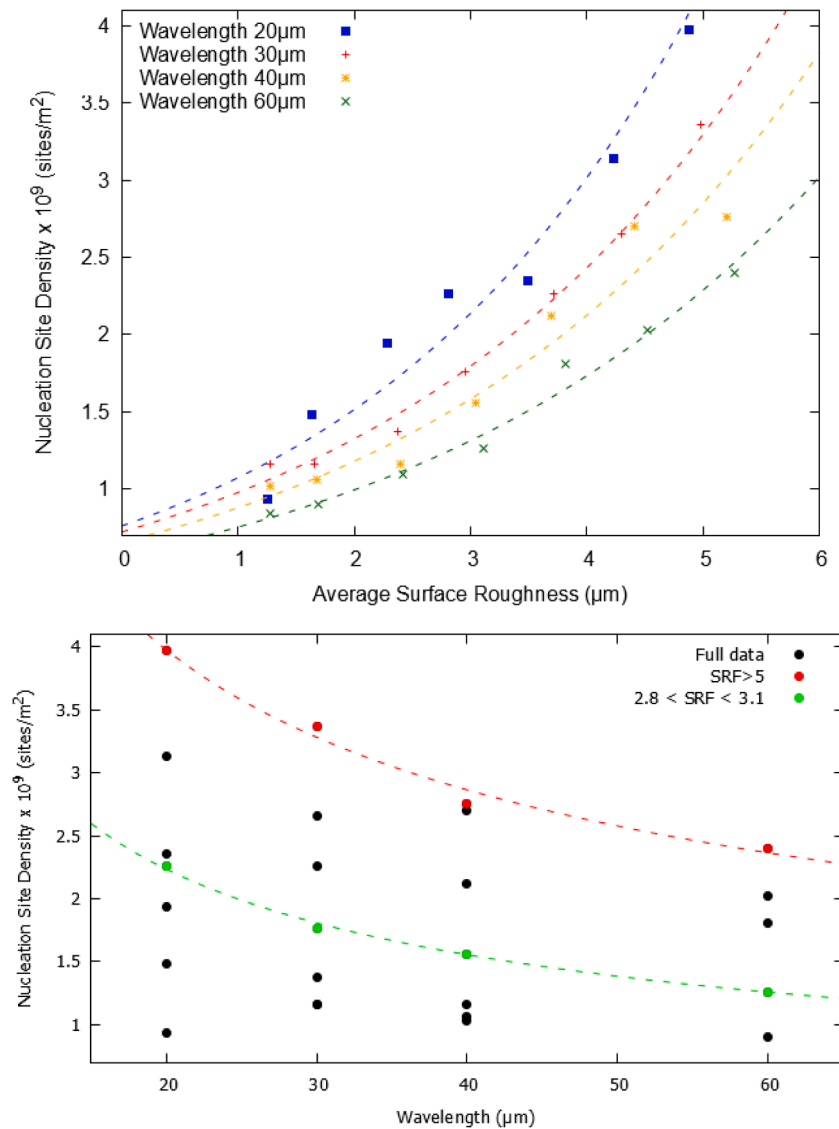 4
3.5
3
2.5
2
1.5
1
Nucleation Site Density x 10⁹ (sites/m²)
Wavelength 20µm
Wavelength 30µm
Wavelength 40µm
Wavelength 60µm
0 1 2 3 4 5 6
Average Surface Roughness (µm)
4
3.5
3
2.5
2
1.5
1
Nucleation Site Density x 10⁹ (sites/m²)
Full data
SRF>5
2.8 < SRF < 3.1
20 30 40 50 60
Wavelength (µm)